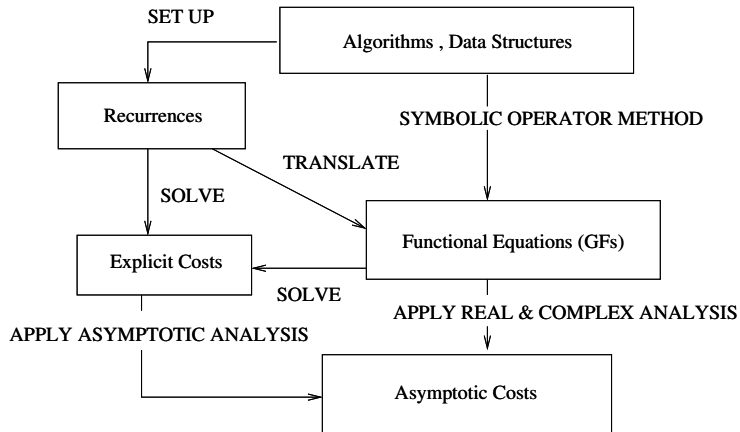 SET UP
Algorithms , Data Structures
Recurrences
SYMBOLIC OPERATOR METHOD
TRANSLATE
SOLVE
Functional Equations (GFs)
Explicit Costs
SOLVE
APPLY REAL & COMPLEX ANALYSIS
APPLY ASYMPTOTIC ANALYSIS
Asymptotic Costs